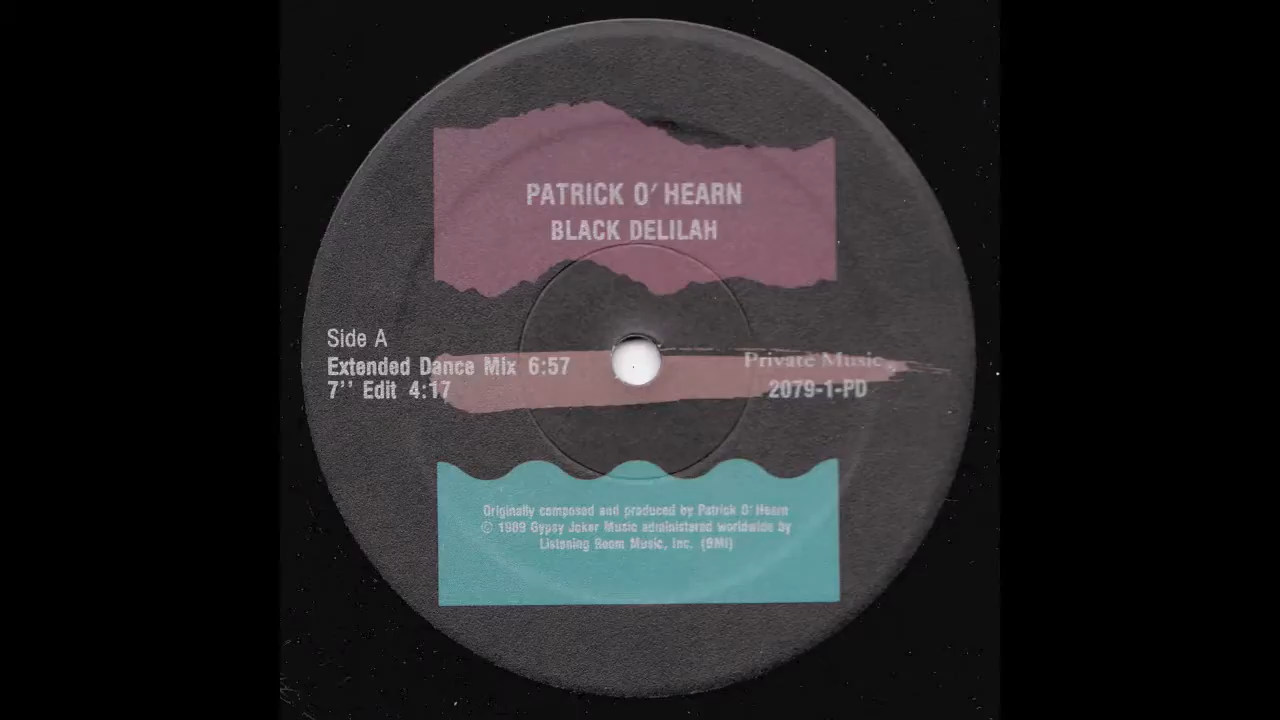 PATRICK O' HEARN
BLACK DELILAH
Side A
Extended Dance Mix 6:57
7'' Edit 4:17
Private Music
2079-1-PD
Originally composed and produced by Patrick O' Hearn
© 1989 Gypsy Joker Music administered worldwide by
Listening Room Music, Inc. (BMI)